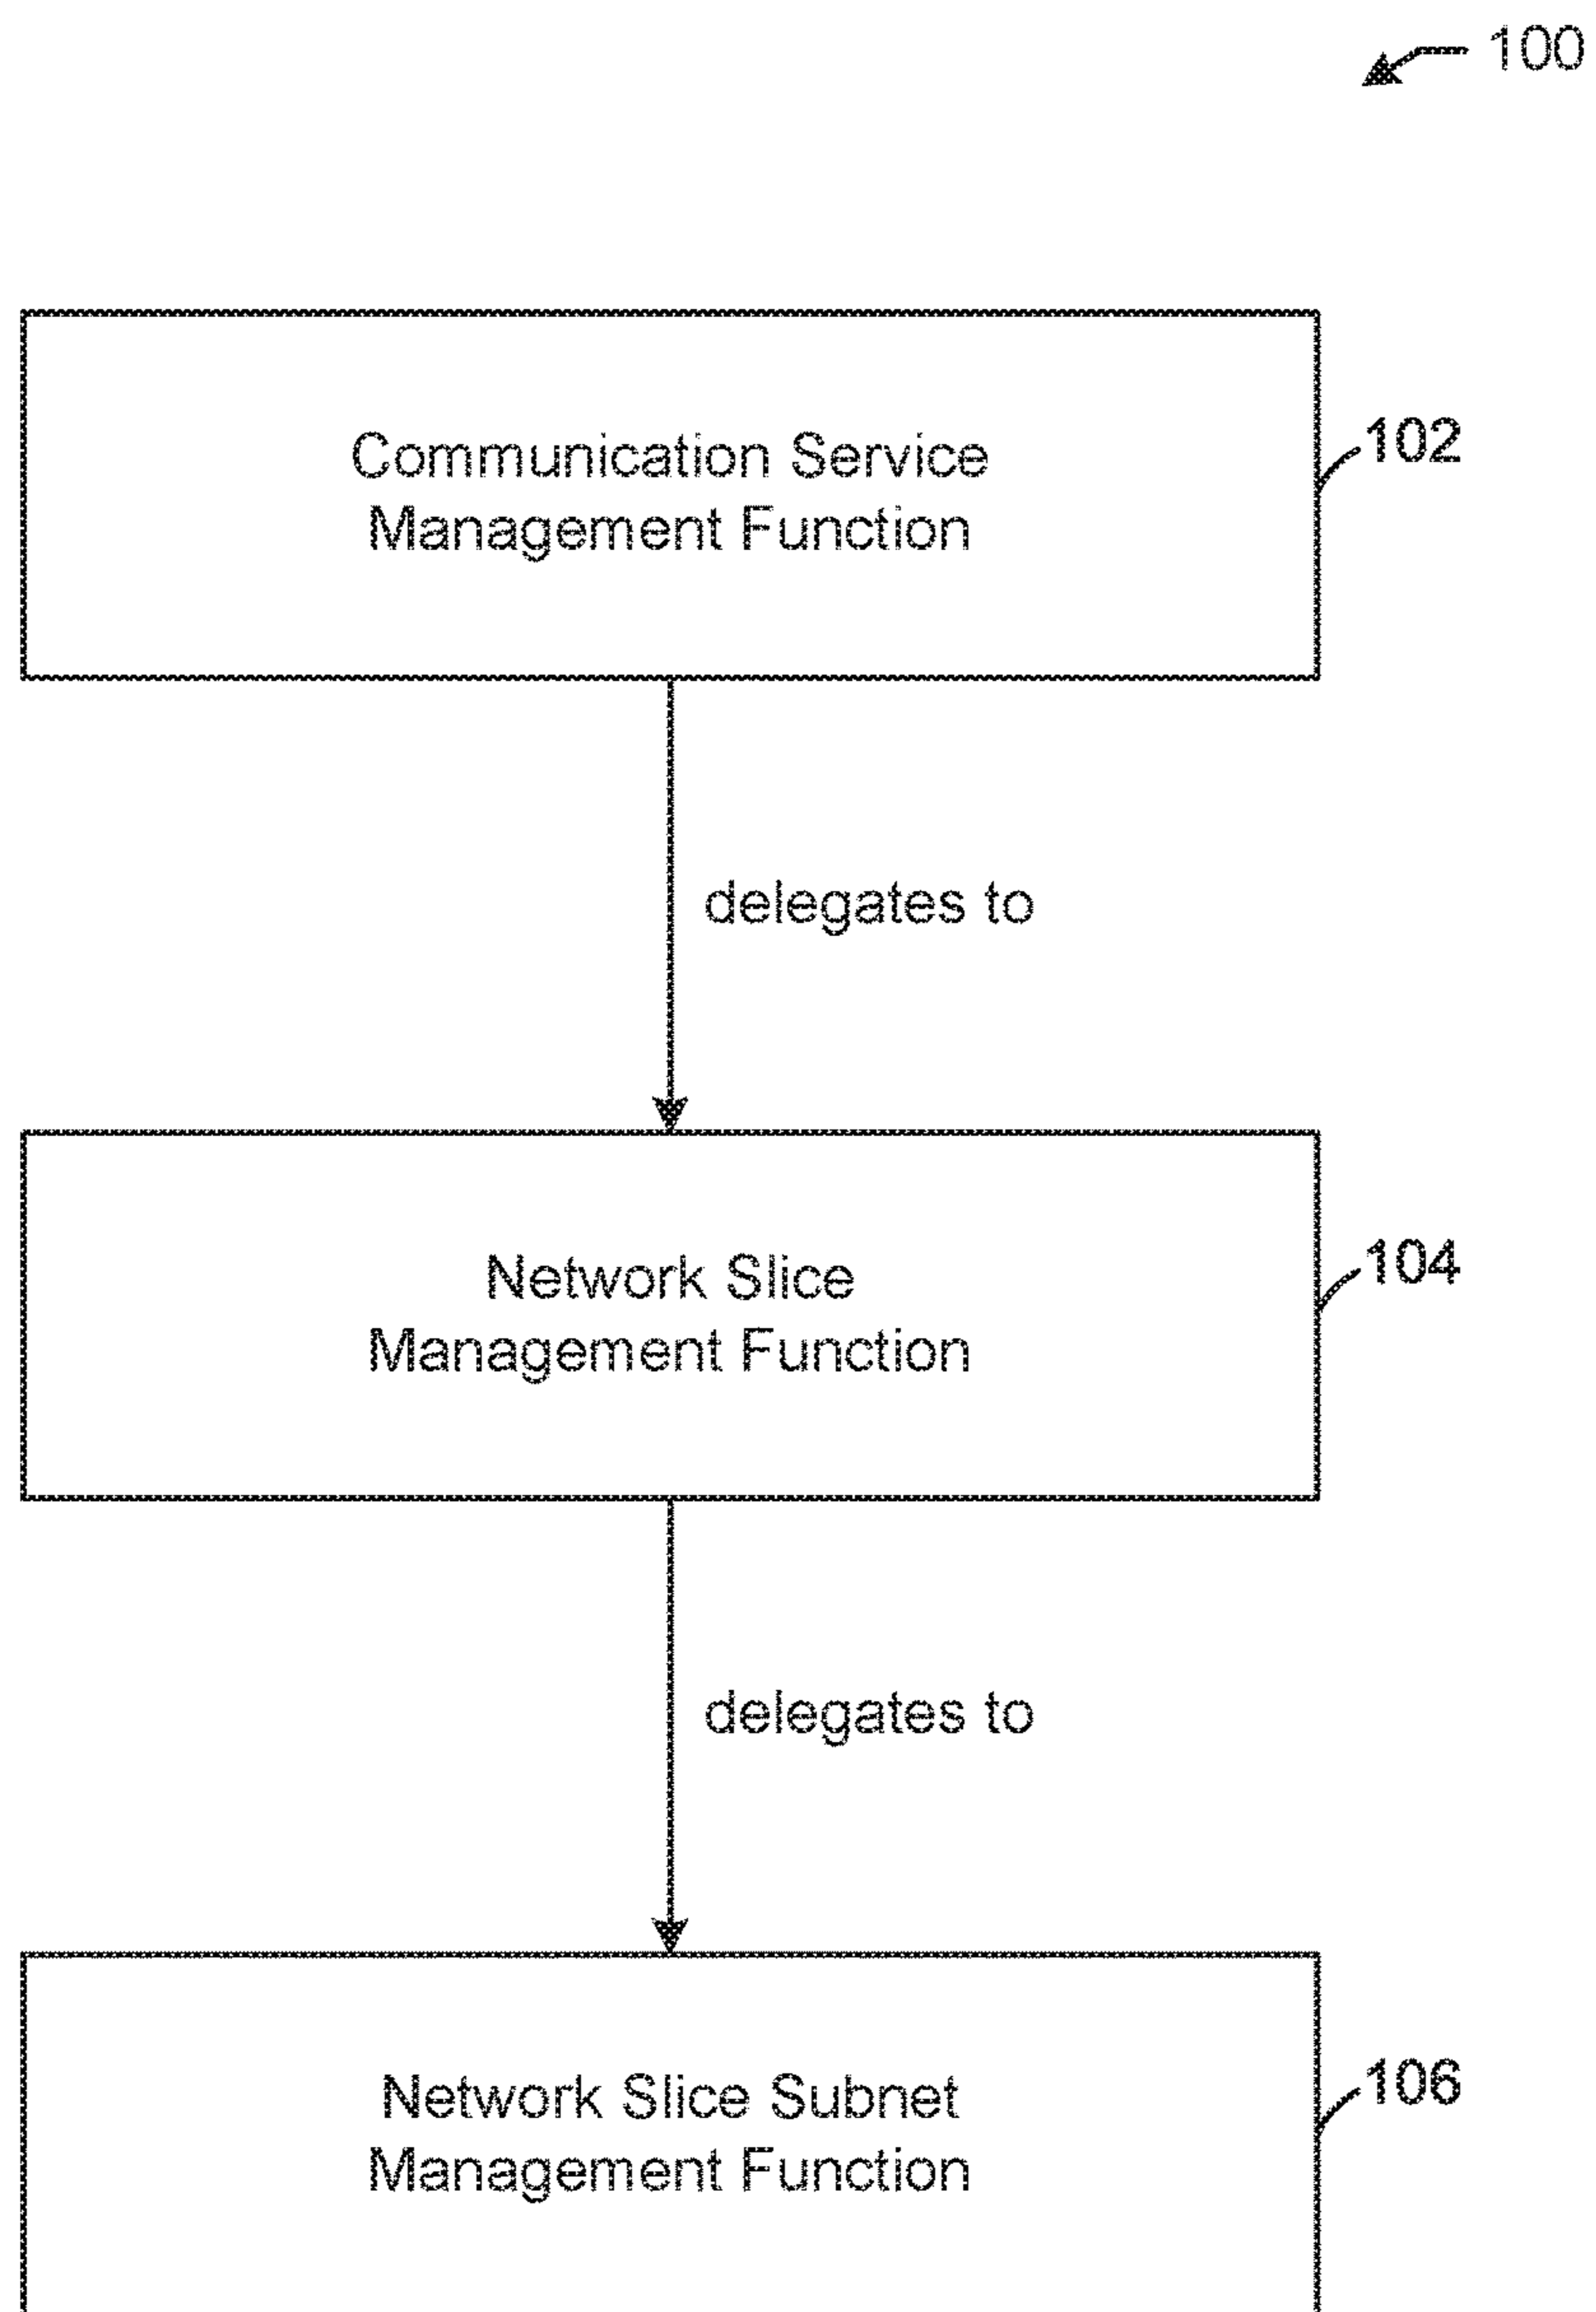 100
Communication Service
Management Function
102
delegates to
Network Slice
Management Function
104
delegates to
Network Slice Subnet
Management Function
106